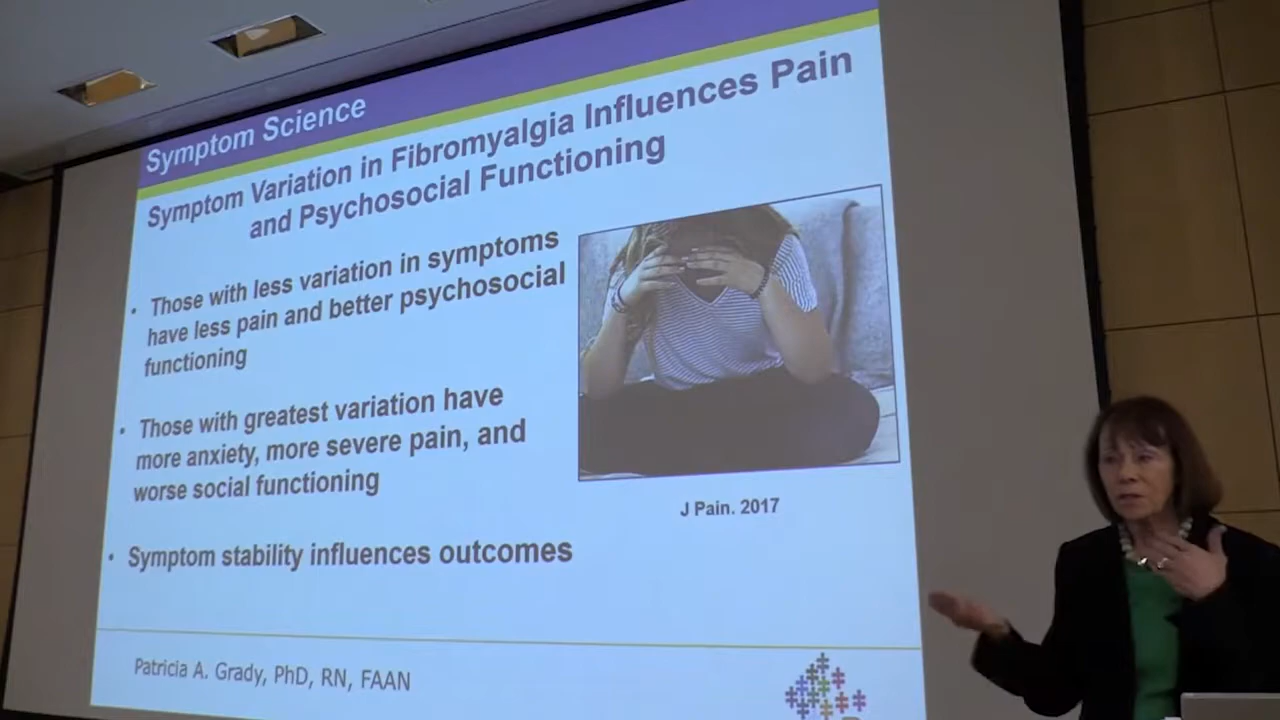 Symptom Science
Symptom Variation in Fibromyalgia Influences Pain
and Psychosocial Functioning
• Those with less variation in symptoms
have less pain and better psychosocial
functioning
• Those with greatest variation have
more anxiety, more severe pain, and
worse social functioning
• Symptom stability influences outcomes
J Pain. 2017
Patricia A. Grady, PhD, RN, FAAN